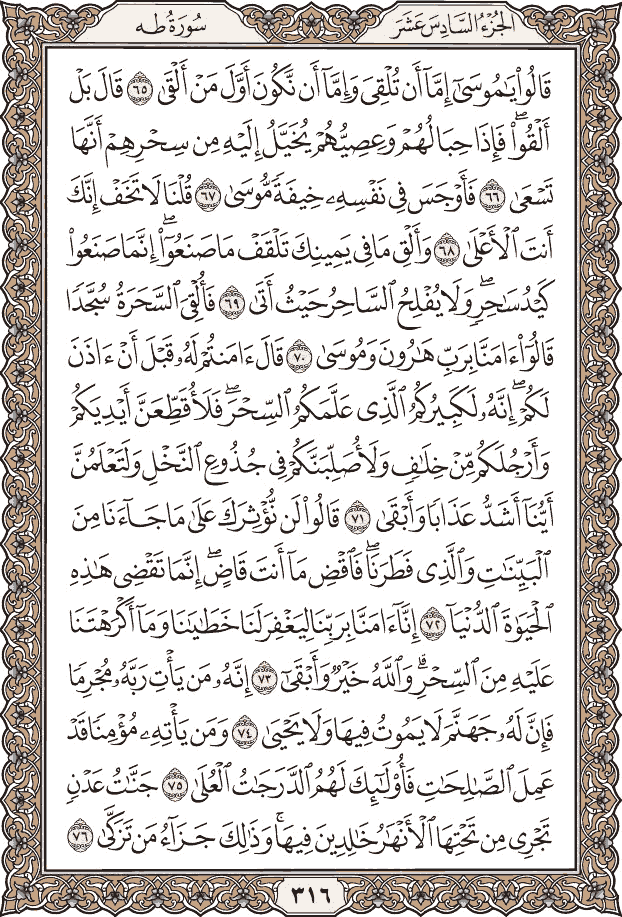 الجزء السادس عشر
سورة طه
قَالُوا۟ يَٰمُوسَىٰٓ إِمَّآ أَن تُلْقِىَ وَإِمَّآ أَن نَّكُونَ أَوَّلَ مَنْ أَلْقَىٰ ٦٥ قَالَ بَلْ
أَلْقُوا۟ۖ فَإِذَا حِبَالُهُمْ وَعِصِيُّهُمْ يُخَيَّلُ إِلَيْهِ مِن سِحْرِهِمْ أَنَّهَا
تَسْعَىٰ ٦٦ فَأَوْجَسَ فِى نَفْسِهِۦ خِيفَةً مُّوسَىٰ ٦٧ قُلْنَا لَا تَخَفْ إِنَّكَ
أَنتَ ٱلْأَعْلَىٰ ٦٨ وَأَلْقِ مَا فِى يَمِينِكَ تَلْقَفْ مَا صَنَعُوٓا۟ۖ إِنَّمَا صَنَعُوا۟
كَيْدُ سَٰحِرٍۖ وَلَا يُفْلِحُ ٱلسَّاحِرُ حَيْثُ أَتَىٰ ٦٩ فَأُلْقِىَ ٱلسَّحَرَةُ سُجَّدًا
قَالُوٓا۟ ءَامَنَّا بِرَبِّ هَٰرُونَ وَمُوسَىٰ ٧٠ قَالَ ءَامَنتُمْ لَهُۥ قَبْلَ أَنْ ءَاذَنَ
لَكُمْۖ إِنَّهُۥ لَكَبِيرُكُمُ ٱلَّذِى عَلَّمَكُمُ ٱلسِّحْرَۖ فَلَأُقَطِّعَنَّ أَيْدِيَكُمْ
وَأَرْجُلَكُم مِّنْ خِلَٰفٍ وَلَأُصَلِّبَنَّكُمْ فِى جُذُوعِ ٱلنَّخْلِ وَلَتَعْلَمُنَّ
أَيُّنَآ أَشَدُّ عَذَابًا وَأَبْقَىٰ ٧١ قَالُوا۟ لَن نُّؤْثِرَكَ عَلَىٰ مَا جَآءَنَا مِنَ
ٱلْبَيِّنَٰتِ وَٱلَّذِى فَطَرَنَاۖ فَٱقْضِ مَآ أَنتَ قَاضٍۖ إِنَّمَا تَقْضِى هَٰذِهِ
ٱلْحَيَوٰةَ ٱلدُّنْيَآ ٧٢ إِنَّآ ءَامَنَّا بِرَبِّنَا لِيَغْفِرَ لَنَا خَطَٰيَٰنَا وَمَآ أَكْرَهْتَنَا
عَلَيْهِ مِنَ ٱلسِّحْرِۗ وَٱللَّهُ خَيْرٌ وَأَبْقَىٰٓ ٧٣ إِنَّهُۥ مَن يَأْتِ رَبَّهُۥ مُجْرِمًا
فَإِنَّ لَهُۥ جَهَنَّمَ لَا يَمُوتُ فِيهَا وَلَا يَحْيَىٰ ٧٤ وَمَن يَأْتِهِۦ مُؤْمِنًا قَدْ
عَمِلَ ٱلصَّٰلِحَٰتِ فَأُو۟لَٰٓئِكَ لَهُمُ ٱلدَّرَجَٰتُ ٱلْعُلَىٰ ٧٥ جَنَّٰتُ عَدْنٍ
تَجْرِى مِن تَحْتِهَا ٱلْأَنْهَٰرُ خَٰلِدِينَ فِيهَاۚ وَذَٰلِكَ جَزَآءُ مَن تَزَكَّىٰ ٧٦
٣١٦